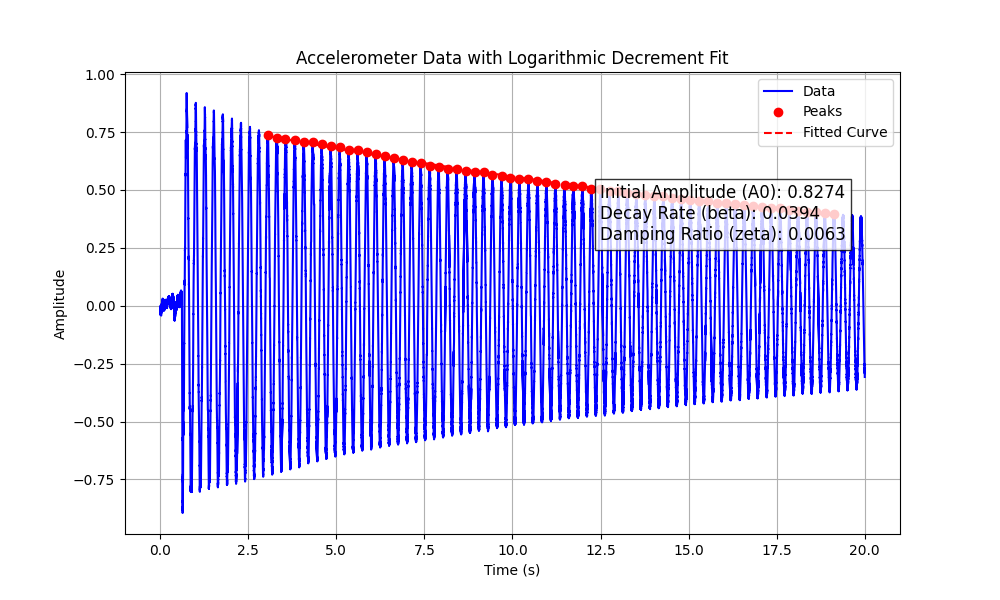 Accelerometer Data with Logarithmic Decrement Fit
1.00
0.75
0.50
0.25
0.00
−0.25
−0.50
−0.75
Amplitude
Data
Peaks
Fitted Curve
Initial Amplitude (A0): 0.8274
Decay Rate (beta): 0.0394
Damping Ratio (zeta): 0.0063
0.0 2.5 5.0 7.5 10.0 12.5 15.0 17.5 20.0
Time (s)